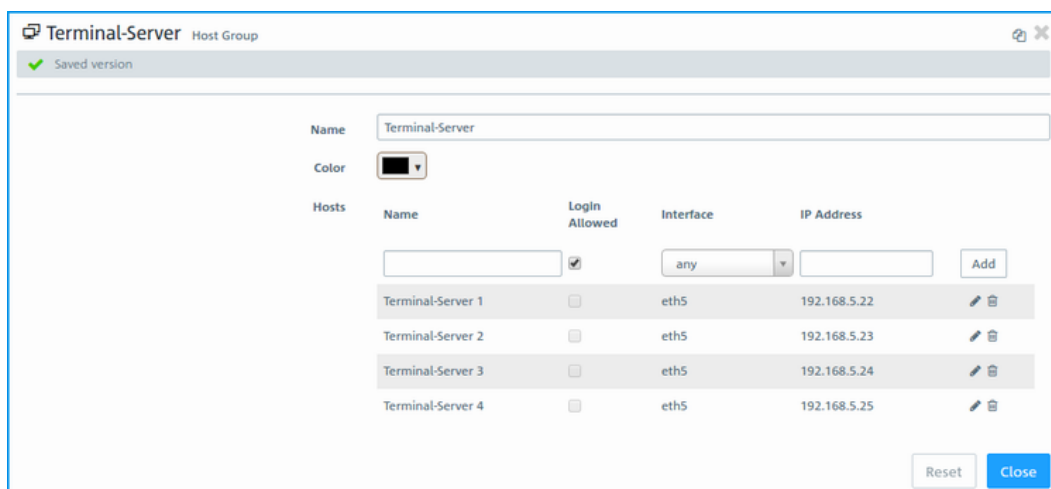 Terminal-Server Host Group
Saved version
Name Terminal-Server
Color
Hosts Name Login Allowed Interface IP Address
any Add
Terminal-Server 1 eth5 192.168.5.22
Terminal-Server 2 eth5 192.168.5.23
Terminal-Server 3 eth5 192.168.5.24
Terminal-Server 4 eth5 192.168.5.25
Reset Close